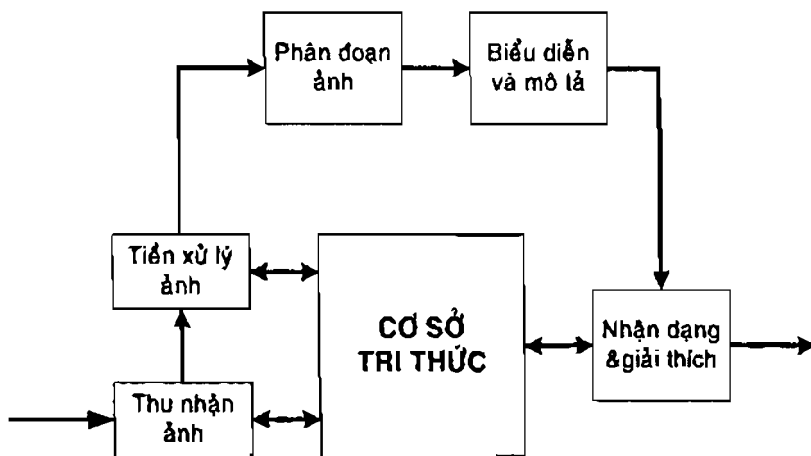 Phân đoạn
ảnh
Biểu diễn
và mô tả
Tiền xử lý
ảnh
CƠ SỞ
TRI THỨC
Nhận dạng
&giải thích
Thu nhận
ảnh